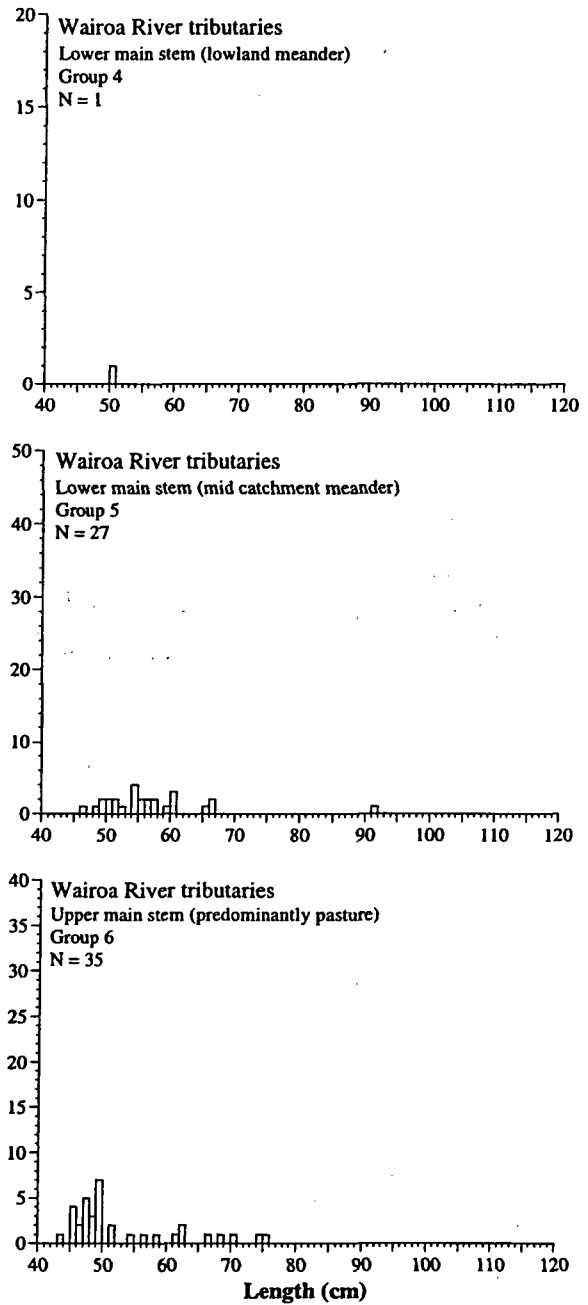 20
Wairoa River tributaries
Lower main stem (lowland meander)
Group 4
N = 1
15
10
5
0
40 50 60 70 80 90 100 110 120
50
Wairoa River tributaries
Lower main stem (mid catchment meander)
Group 5
N = 27
40
30
20
10
0
40 50 60 70 80 90 100 110 120
40
Wairoa River tributaries
Upper main stem (predominantly pasture)
35
Group 6
N = 35
30
25
20
15
10
5
0
40 50 60 70 80 90 100 110 120
Length (cm)